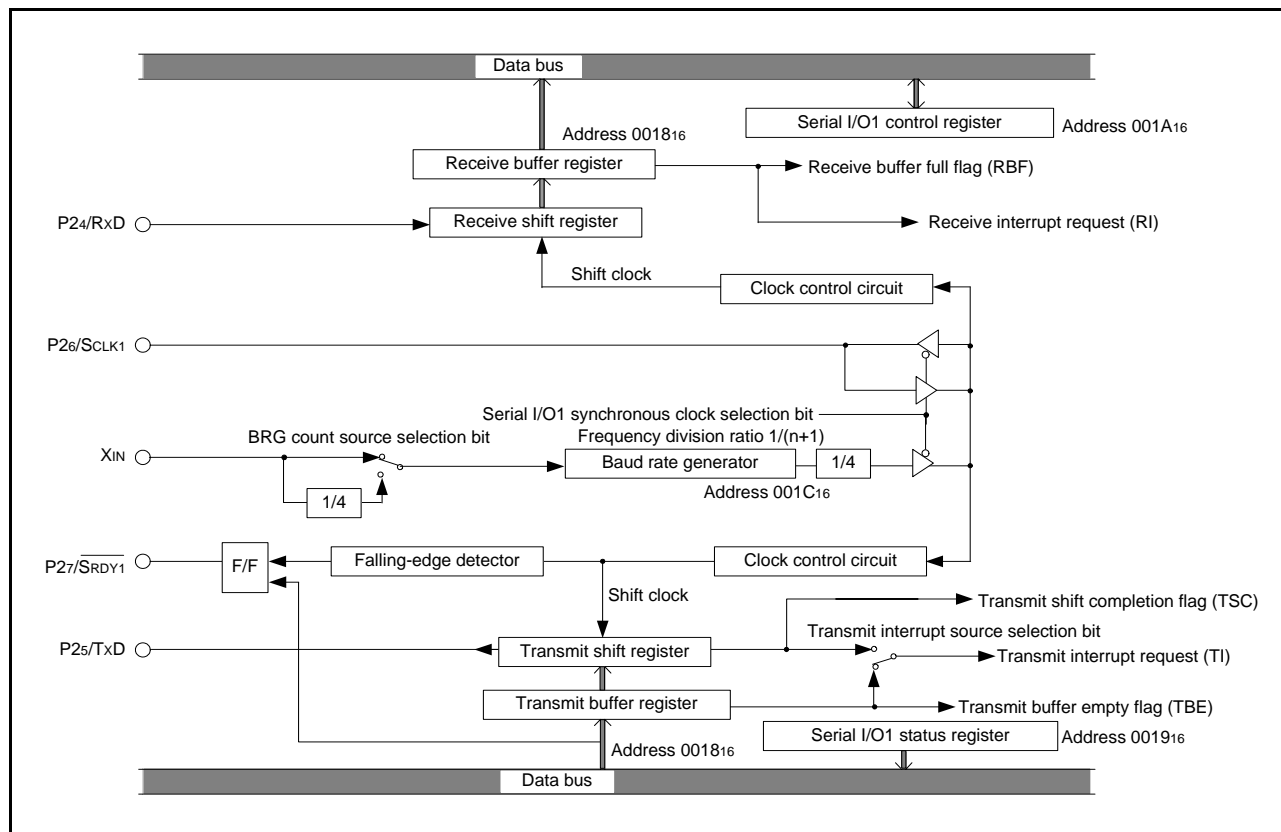 Data bus
Serial I/O1 control register
Address 001A16
Address 001816
Receive buffer register
Receive buffer full flag (RBF)
P24/RXD
Receive shift register
Receive interrupt request (RI)
Shift clock
Clock control circuit
P26/SCLK1
Serial I/O1 synchronous clock selection bit
BRG count source selection bit
Frequency division ratio 1/(n+1)
XIN
Baud rate generator
1/4
1/4
Address 001C16
P27/SRDY1
F/F
Falling-edge detector
Clock control circuit
Shift clock
Transmit shift completion flag (TSC)
Transmit interrupt source selection bit
P25/TXD
Transmit shift register
Transmit interrupt request (TI)
Transmit buffer register
Transmit buffer empty flag (TBE)
Address 001816
Serial I/O1 status register
Address 001916
Data bus